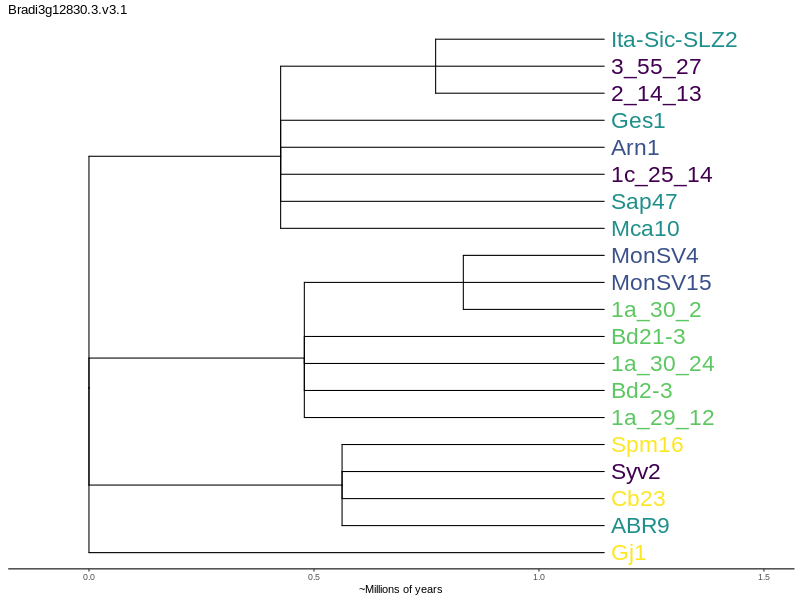 Bradi3g12830.3.v3.1
Ita-Sic-SLZ2
3_55_27
2_14_13
Ges1
Arn1
1c_25_14
Sap47
Mca10
MonSV4
MonSV15
1a_30_2
Bd21-3
1a_30_24
Bd2-3
1a_29_12
Spm16
Syv2
Cb23
ABR9
Gj1
0.0 0.5 1.0 1.5
~Millions of years